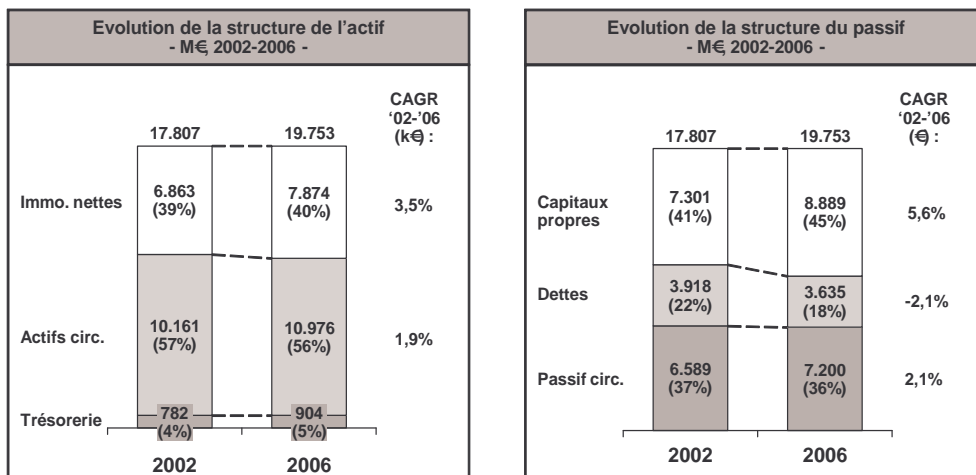 Evolution de la structure de l'actif
- M€, 2002-2006 -
CAGR
'02-'06
(k€) :
17.807 19.753
Immo. nettes 6.863 (39%) 7.874 (40%) 3,5%
Actifs circ. 10.161 (57%) 10.976 (56%) 1,9%
Trésorerie 782 (4%) 904 (5%)
2002 2006
Evolution de la structure du passif
- M€, 2002-2006 -
CAGR
'02-'06
(€) :
17.807 19.753
Capitaux propres 7.301 (41%) 8.889 (45%) 5,6%
Dettes 3.918 (22%) 3.635 (18%) -2,1%
Passif circ. 6.589 (37%) 7.200 (36%) 2,1%
2002 2006